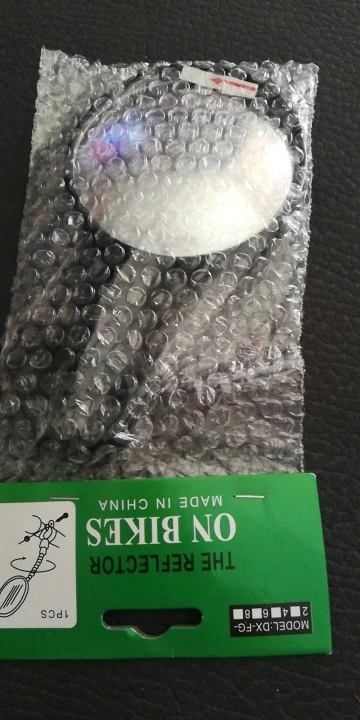 MODEL:DX-FG-
2 4 6 8
1PCS
THE REFLECTOR
ON BIKES
MADE IN CHINA